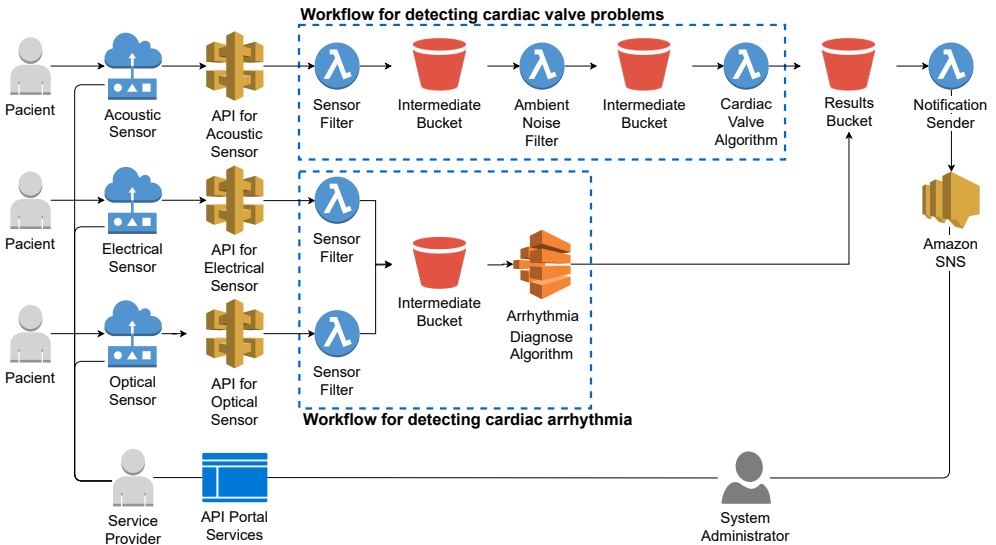 Workflow for detecting cardiac valve problems
Pacient
Acoustic
Sensor
API for
Acoustic
Sensor
Sensor
Filter
Intermediate
Bucket
Ambient
Noise
Filter
Intermediate
Bucket
Cardiac
Valve
Algorithm
Results
Bucket
Notification
Sender
Pacient
Electrical
Sensor
API for
Electrical
Sensor
Sensor
Filter
Intermediate
Bucket
Arrhythmia
Diagnose
Algorithm
Amazon
SNS
Pacient
Optical
Sensor
API for
Optical
Sensor
Sensor
Filter
Workflow for detecting cardiac arrhythmia
Service
Provider
API Portal
Services
System
Administrator